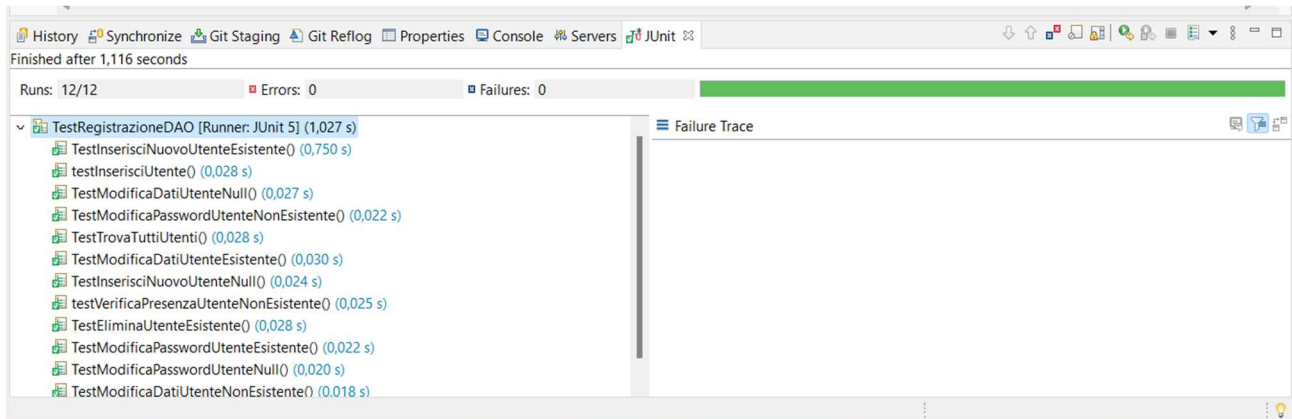 History Synchronize Git Staging Git Reflog Properties Console Servers JUnit
Finished after 1,116 seconds
Runs: 12/12 Errors: 0 Failures: 0
TestRegistrazioneDAO [Runner: JUnit 5] (1,027 s)
Failure Trace
TestInserisciNuovoUtenteEsistente() (0,750 s)
testInserisciUtente() (0,028 s)
TestModificaDatiUtenteNull() (0,027 s)
TestModificaPasswordUtenteNonEsistente() (0,022 s)
TestTrovaTuttiUtenti() (0,028 s)
TestModificaDatiUtenteEsistente() (0,030 s)
TestInserisciNuovoUtenteNull() (0,024 s)
testVerificaPresenzaUtenteNonEsistente() (0,025 s)
TestEliminaUtenteEsistente() (0,028 s)
TestModificaPasswordUtenteEsistente() (0,022 s)
TestModificaPasswordUtenteNull() (0,020 s)
TestModificaDatiUtenteNonEsistente() (0,018 s)